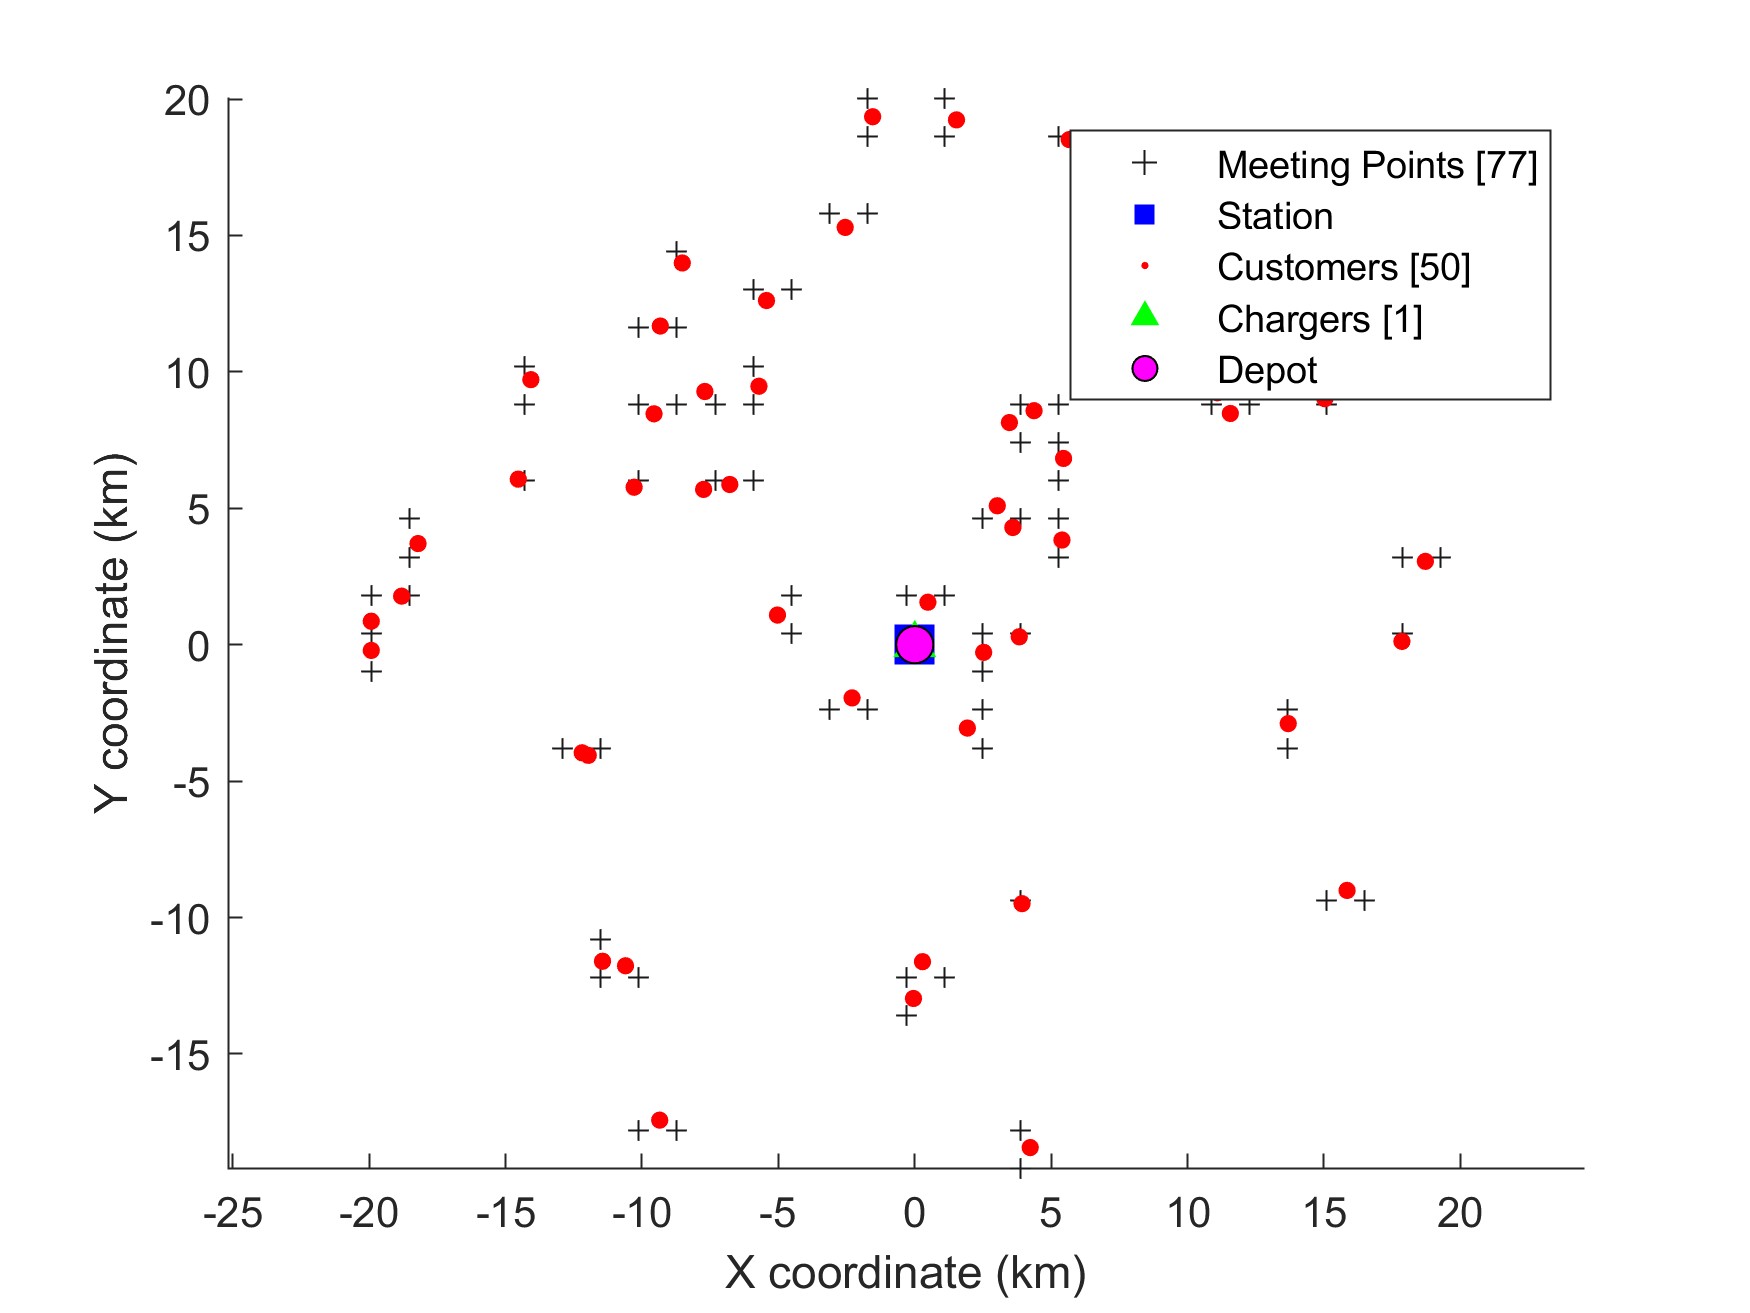 20
15
10
5
0
-5
-10
-15
Y coordinate (km)
Meeting Points [77]
Station
Customers [50]
Chargers [1]
Depot
-25 -20 -15 -10 -5 0 5 10 15 20
X coordinate (km)